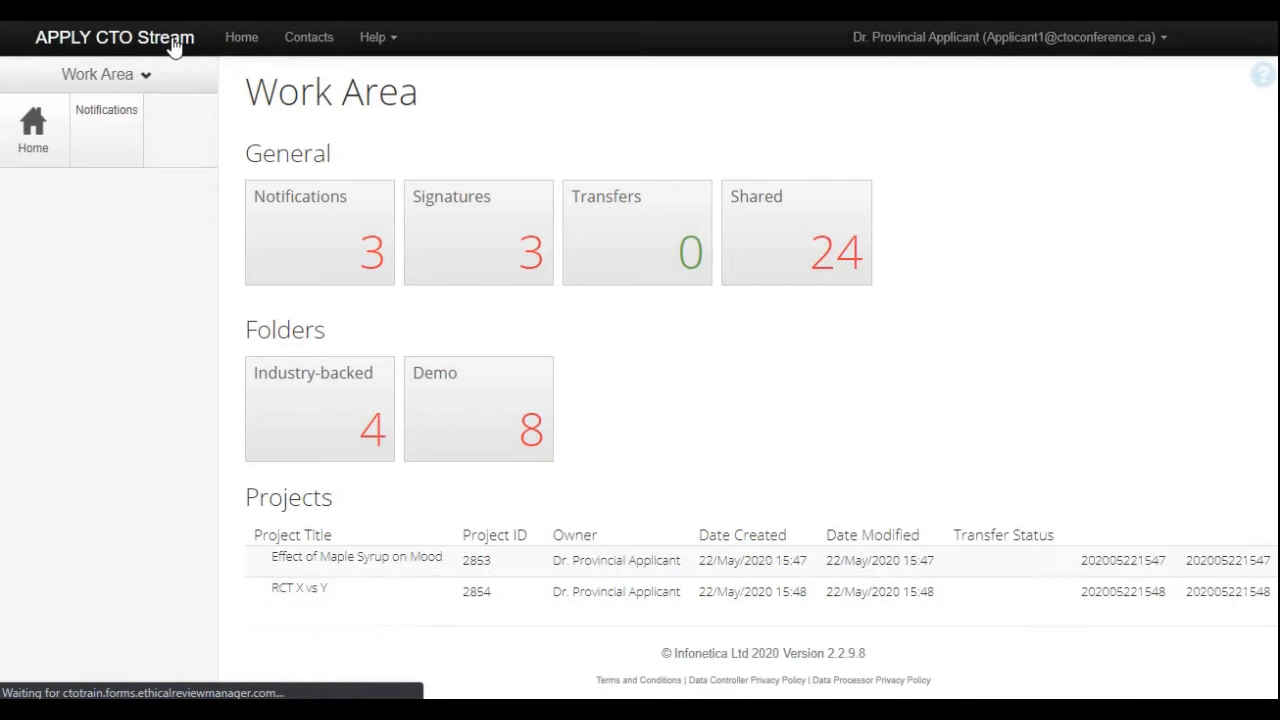 APPLY CTO Stream Home Contacts Help Dr. Provincial Applicant (Applicant1@ctoconference.ca)
Work Area
Home
Notifications
?
Work Area
General
Notifications Signatures Transfers Shared
3 3 0 24
Folders
Industry-backed Demo
4 8
Projects
Project Title Project ID Owner Date Created Date Modified Transfer Status
Effect of Maple Syrup on Mood 2853 Dr. Provincial Applicant 22/May/2020 15:47 22/May/2020 15:47 202005221547 202005221547
RCT X vs Y 2854 Dr. Provincial Applicant 22/May/2020 15:48 22/May/2020 15:48 202005221548 202005221548
© Infonetica Ltd 2020 Version 2.2.9.8
Terms and Conditions | Data Controller Privacy Policy | Data Processor Privacy Policy
Waiting for ctotrain.forms.ethicalreviewmanager.com...